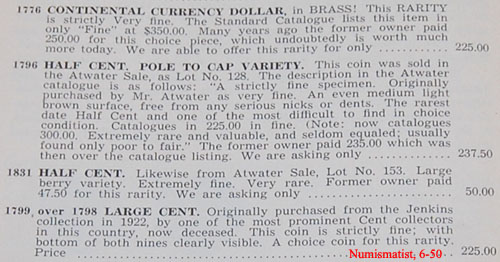 1776 CONTINENTAL CURRENCY DOLLAR, in BRASS! This RARITY
is strictly Very fine. The Standard Catalogue lists this item in
only "Fine" at $350.00. Many years ago the former owner paid
250.00 for this choice piece, which undoubtedly is worth much
more today. We are able to offer this rarity for only ............ 225.00
1796 HALF CENT. POLE TO CAP VARIETY. This coin was sold in
the Atwater Sale, as Lot No. 128. The description in the Atwater
catalogue is as follows: "A strictly fine specimen. Originally
purchased by Mr. Atwater as very fine. An even medium light
brown surface, free from any serious nicks or dents. The rarest
date Half Cent and one of the most difficult to find in choice
condition. Catalogues in 225.00 in fine. (Note: now catalogues
300.00. Extremely rare and valuable, and seldom equaled; usually
found only poor to fair." The former owner paid 235.00 which was
then over the catalogue listing. We are asking only .............. 237.50
1831 HALF CENT. Likewise from Atwater Sale, Lot No. 153. Large
berry variety. Extremely fine. Very rare. Former owner paid
47.50 for this rarity. We are asking only ............ 50.00
1799, over 1798 LARGE CENT. Originally purchased from the Jenkins
collection in 1922, by one of the most prominent Cent collectors
in this country, now deceased. This coin is strictly fine; with
bottom of both nines clearly visible. A choice coin for this rarity.
Price ............ 225.00
Numismatist, 6-50